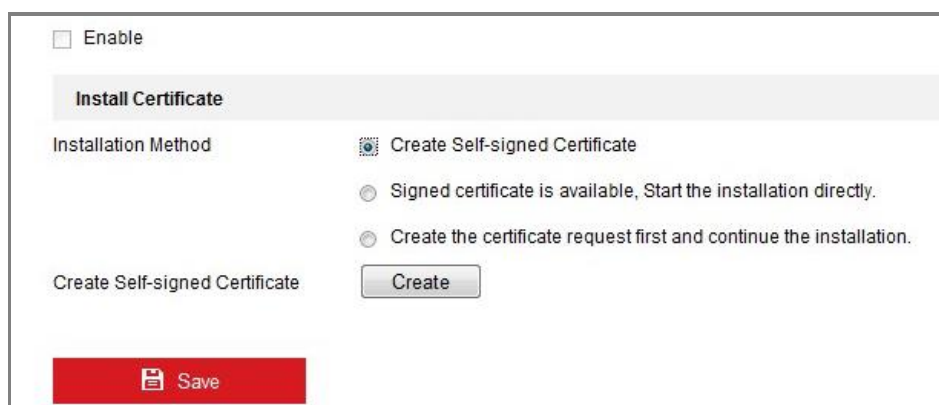 Enable
Install Certificate
Installation Method
Create Self-signed Certificate
Signed certificate is available, Start the installation directly.
Create the certificate request first and continue the installation.
Create Self-signed Certificate
Create
Save